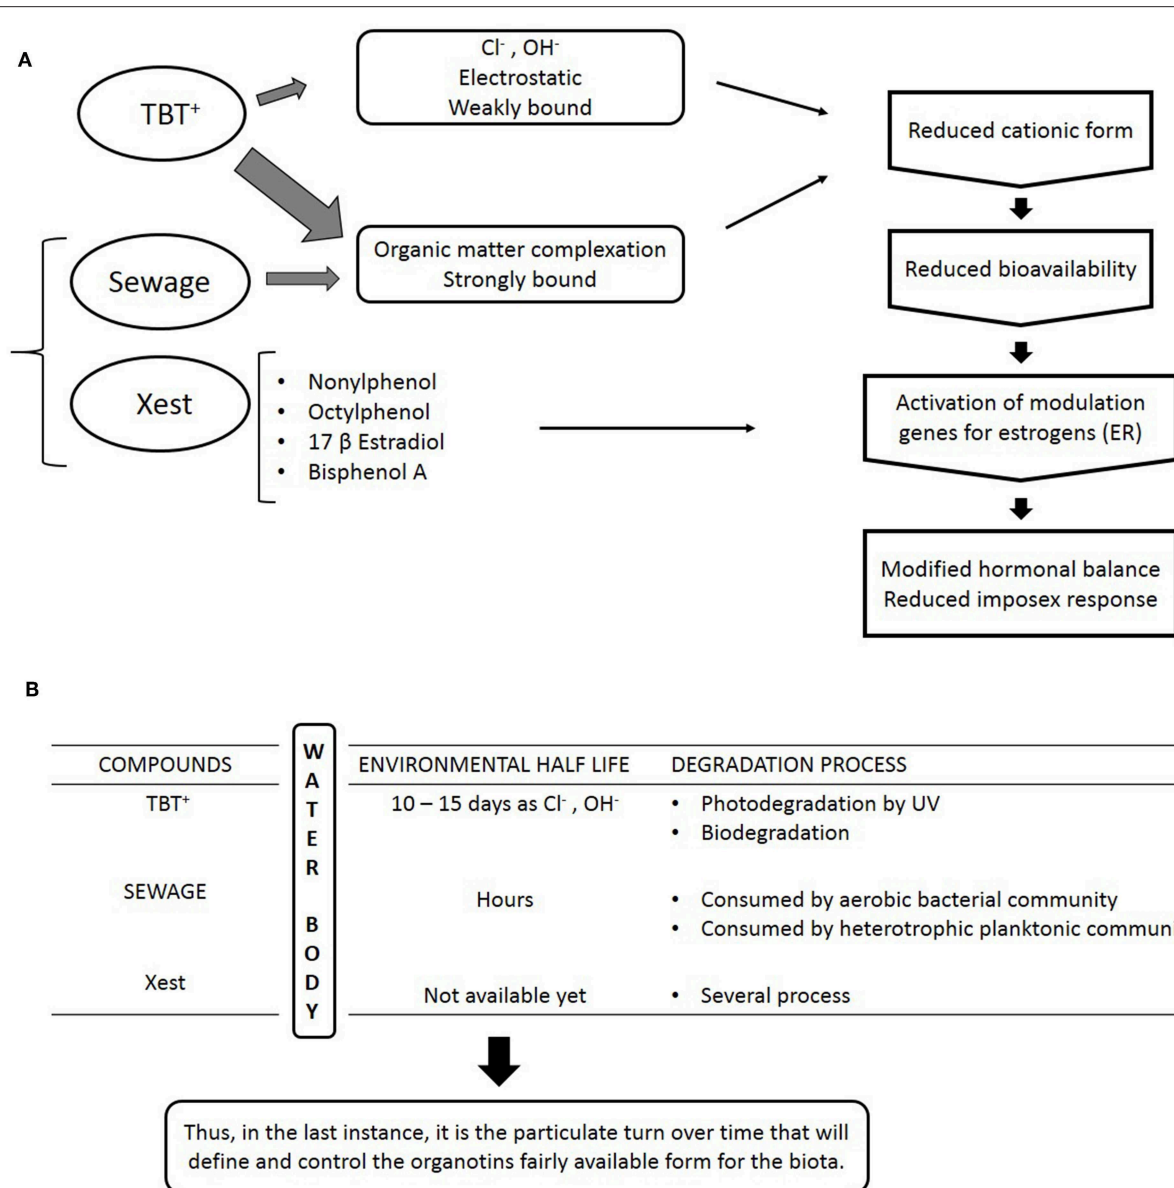 A
TBT⁺
Cl⁻ , OH⁻
Electrostatic
Weakly bound
Reduced cationic form
Sewage
Organic matter complexation
Strongly bound
Reduced bioavailability
Xest
• Nonylphenol
• Octylphenol
• 17 β Estradiol
• Bisphenol A
Activation of modulation
genes for estrogens (ER)
Modified hormonal balance
Reduced imposex response
B
WATER BODY
COMPOUNDS ENVIRONMENTAL HALF LIFE DEGRADATION PROCESS
TBT⁺ 10 – 15 days as Cl⁻ , OH⁻ • Photodegradation by UV
• Biodegradation
SEWAGE Hours • Consumed by aerobic bacterial community
• Consumed by heterotrophic planktonic commun
Xest Not available yet • Several process
Thus, in the last instance, it is the particulate turn over time that will
define and control the organotins fairly available form for the biota.